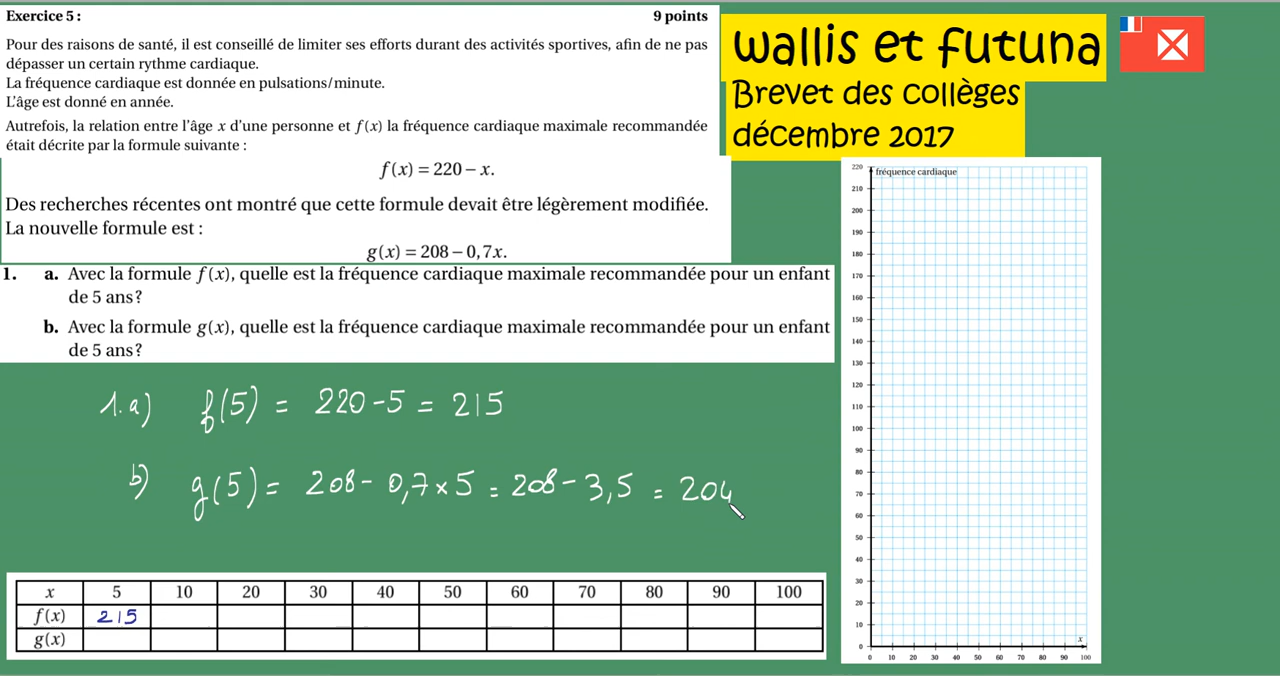 Exercice 5 : 9 points
Pour des raisons de santé, il est conseillé de limiter ses efforts durant des activités sportives, afin de ne pas
dépasser un certain rythme cardiaque.
La fréquence cardiaque est donnée en pulsations/minute.
L'âge est donné en année.
Autrefois, la relation entre l'âge x d'une personne et f(x) la fréquence cardiaque maximale recommandée
était décrite par la formule suivante :
f(x) = 220 − x.
Des recherches récentes ont montré que cette formule devait être légèrement modifiée.
La nouvelle formule est :
g(x) = 208 − 0,7x.
1. a. Avec la formule f(x), quelle est la fréquence cardiaque maximale recommandée pour un enfant
de 5 ans ?
b. Avec la formule g(x), quelle est la fréquence cardiaque maximale recommandée pour un enfant
de 5 ans ?
wallis et futuna
Brevet des collèges
décembre 2017
1.a) f(5) = 220 - 5 = 215
b) g(5) = 208 - 0,7 × 5 = 208 - 3,5 = 204
x 5 10 20 30 40 50 60 70 80 90 100
f(x) 215
g(x)
fréquence cardiaque
220
210
200
190
180
170
160
150
140
130
120
110
100
90
80
70
60
50
40
30
20
10
0
x
0 10 20 30 40 50 60 70 80 90 100